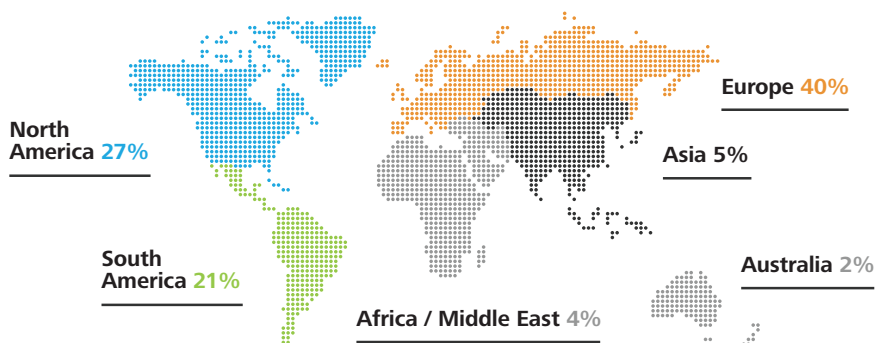 Europe 40%
North
America 27%
Asia 5%
South
America 21%
Australia 2%
Africa / Middle East 4%